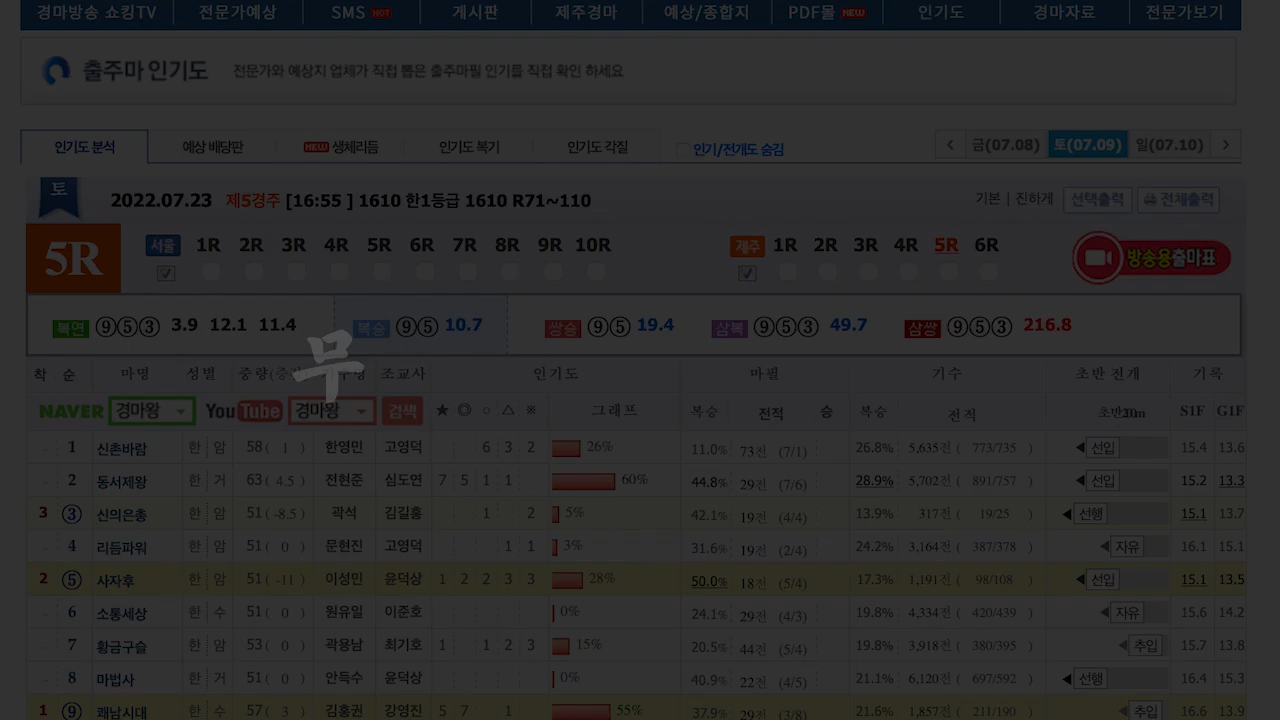 경마방송 쇼킹TV 전문가예상 SMS HOT 게시판 제주경마 예상/종합지 PDF몰 NEW 인기도 경마자료 전문가보기
출주마 인기도 전문가와 예상지 업체가 직접 뽑은 출주마필 인기를 직접 확인 하세요
인기도 분석 예상 배당판 NEW 생체리듬 인기도 복기 인기도 각질 인기/전개도 숨김 < 금(07.08) 토(07.09) 일(07.10) >
토 2022.07.23 제5경주 [16:55 ] 1610 한1등급 1610 R71~110 기본 | 진하게 선택출력 전체출력
5R 서울 1R 2R 3R 4R 5R 6R 7R 8R 9R 10R 제주 1R 2R 3R 4R 5R 6R 방송용출마표
복연 ⑨⑤③ 3.9 12.1 11.4 복승 ⑨⑤ 10.7 쌍승 ⑨⑤ 19.4 삼복 ⑨⑤③ 49.7 삼쌍 ⑨⑤③ 216.8
무
착 순 마명 성별 중량( 조교사 인기도 마필 기수 초반 전개 기록
NAVER 경마왕 YouTube 경마왕 검색 ★ ◎ ○ △ ※ 그래프 복승 전적 승 복승 전적 초반200m S1F G1F
- 1 신촌바람 한 암 58 ( 1 ) 한영민 고영덕 6 3 2 26% 11.0% 73전 (7/1) 26.8% 5,635전 ( 773/735 ) ◀선입 15.4 13.6
- 2 동서제왕 한 거 63 ( 4.5 ) 전현준 심도연 7 5 1 1 60% 44.8% 29전 (7/6) 28.9% 5,702전 ( 891/757 ) ◀선입 15.2 13.3
3 ③ 신의은총 한 암 51 ( -8.5 ) 곽석 김길홍 1 2 5% 42.1% 19전 (4/4) 13.9% 317전 ( 19/25 ) ◀선행 15.1 13.7
- 4 리듬파워 한 암 51 ( 0 ) 문현진 고영덕 1 1 3% 31.6% 19전 (2/4) 24.2% 3,164전 ( 387/378 ) ◀자유 16.1 15.1
2 ⑤ 사자후 한 암 51 ( -11 ) 이성민 윤덕상 1 2 2 3 3 28% 50.0% 18전 (5/4) 17.3% 1,191전 ( 98/108 ) ◀선입 15.1 13.5
- 6 소통세상 한 수 51 ( 0 ) 원유일 이준호 0% 24.1% 29전 (4/3) 19.8% 4,334전 ( 420/439 ) ◀자유 15.6 14.2
- 7 황금구슬 한 암 53 ( 0 ) 곽용남 최기호 1 1 2 3 15% 20.5% 44전 (5/4) 19.8% 3,918전 ( 380/395 ) ◀추입 15.7 13.8
- 8 마법사 한 거 51 ( 0 ) 안득수 윤덕상 0% 40.9% 22전 (4/5) 21.1% 6,120전 ( 697/592 ) ◀선행 16.4 15.3
1 ⑨ 쾌남시대 한 수 57 ( 3 ) 김홍권 강영진 5 7 1 55% 37.9% 29전 (3/8) 21.6% 1,857전 ( 211/190 ) ◀추입 16.6 13.9